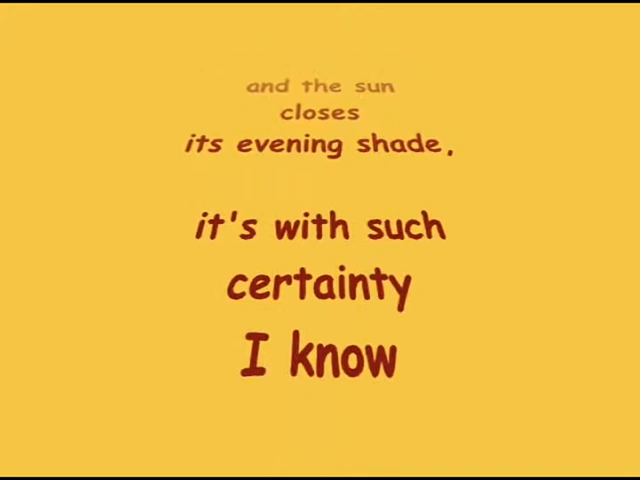 and the sun
closes
its evening shade,
it's with such
certainty
I know